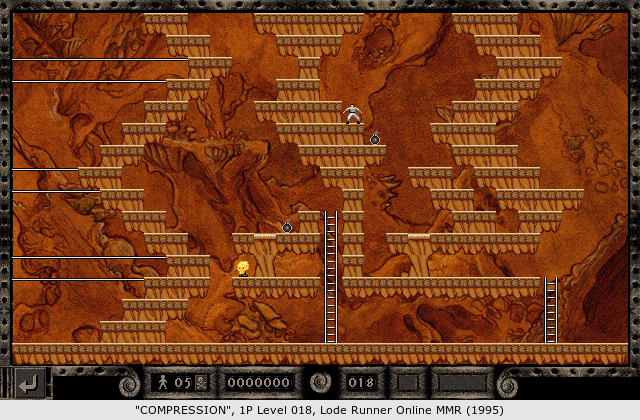 05 0000000 018
"COMPRESSION", 1P Level 018, Lode Runner Online MMR (1995)